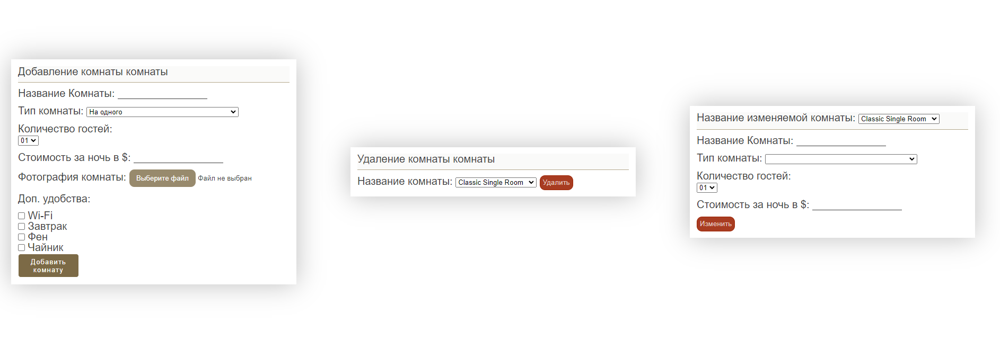 Добавление комнаты комнаты
Название Комнаты:
Тип комнаты: На одного
Количество гостей:
01
Стоимость за ночь в $:
Фотография комнаты: Выберите файл Файл не выбран
Доп. удобства:
Wi-Fi
Завтрак
Фен
Чайник
Добавить
комнату
Удаление комнаты комнаты
Название комнаты: Classic Single Room Удалить
Название изменяемой комнаты: Classic Single Room
Название Комнаты:
Тип комнаты:
Количество гостей:
01
Стоимость за ночь в $:
Изменить